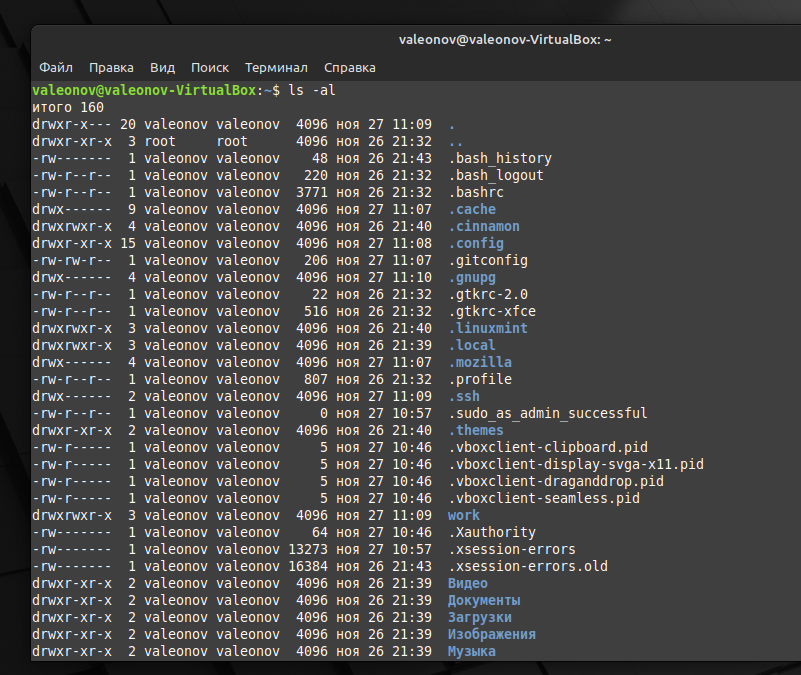 valeonov@valeonov-VirtualBox: ~
Файл Правка Вид Поиск Терминал Справка
valeonov@valeonov-VirtualBox:~$ ls -al
итого 160
drwxr-x--- 20 valeonov valeonov  4096 ноя 27 11:09  .
drwxr-xr-x  3 root     root      4096 ноя 26 21:32  ..
-rw-------  1 valeonov valeonov    48 ноя 26 21:43  .bash_history
-rw-r--r--  1 valeonov valeonov   220 ноя 26 21:32  .bash_logout
-rw-r--r--  1 valeonov valeonov  3771 ноя 26 21:32  .bashrc
drwx------  9 valeonov valeonov  4096 ноя 27 11:07  .cache
drwxrwxr-x  4 valeonov valeonov  4096 ноя 26 21:40  .cinnamon
drwxr-xr-x 15 valeonov valeonov  4096 ноя 27 11:08  .config
-rw-rw-r--  1 valeonov valeonov   206 ноя 27 11:07  .gitconfig
drwx------  4 valeonov valeonov  4096 ноя 27 11:10  .gnupg
-rw-r--r--  1 valeonov valeonov    22 ноя 26 21:32  .gtkrc-2.0
-rw-r--r--  1 valeonov valeonov   516 ноя 26 21:32  .gtkrc-xfce
drwxrwxr-x  3 valeonov valeonov  4096 ноя 26 21:40  .linuxmint
drwxrwxr-x  3 valeonov valeonov  4096 ноя 26 21:39  .local
drwx------  4 valeonov valeonov  4096 ноя 27 11:07  .mozilla
-rw-r--r--  1 valeonov valeonov   807 ноя 26 21:32  .profile
drwx------  2 valeonov valeonov  4096 ноя 27 11:09  .ssh
-rw-r--r--  1 valeonov valeonov     0 ноя 27 10:57  .sudo_as_admin_successful
drwxr-xr-x  2 valeonov valeonov  4096 ноя 26 21:40  .themes
-rw-r-----  1 valeonov valeonov     5 ноя 27 10:46  .vboxclient-clipboard.pid
-rw-r-----  1 valeonov valeonov     5 ноя 27 10:46  .vboxclient-display-svga-x11.pid
-rw-r-----  1 valeonov valeonov     5 ноя 27 10:46  .vboxclient-draganddrop.pid
-rw-r-----  1 valeonov valeonov     5 ноя 27 10:46  .vboxclient-seamless.pid
drwxrwxr-x  3 valeonov valeonov  4096 ноя 27 11:09  work
-rw-------  1 valeonov valeonov    64 ноя 27 10:46  .Xauthority
-rw-------  1 valeonov valeonov 13273 ноя 27 10:57  .xsession-errors
-rw-------  1 valeonov valeonov 16384 ноя 26 21:43  .xsession-errors.old
drwxr-xr-x  2 valeonov valeonov  4096 ноя 26 21:39  Видео
drwxr-xr-x  2 valeonov valeonov  4096 ноя 26 21:39  Документы
drwxr-xr-x  2 valeonov valeonov  4096 ноя 26 21:39  Загрузки
drwxr-xr-x  2 valeonov valeonov  4096 ноя 26 21:39  Изображения
drwxr-xr-x  2 valeonov valeonov  4096 ноя 26 21:39  Музыка